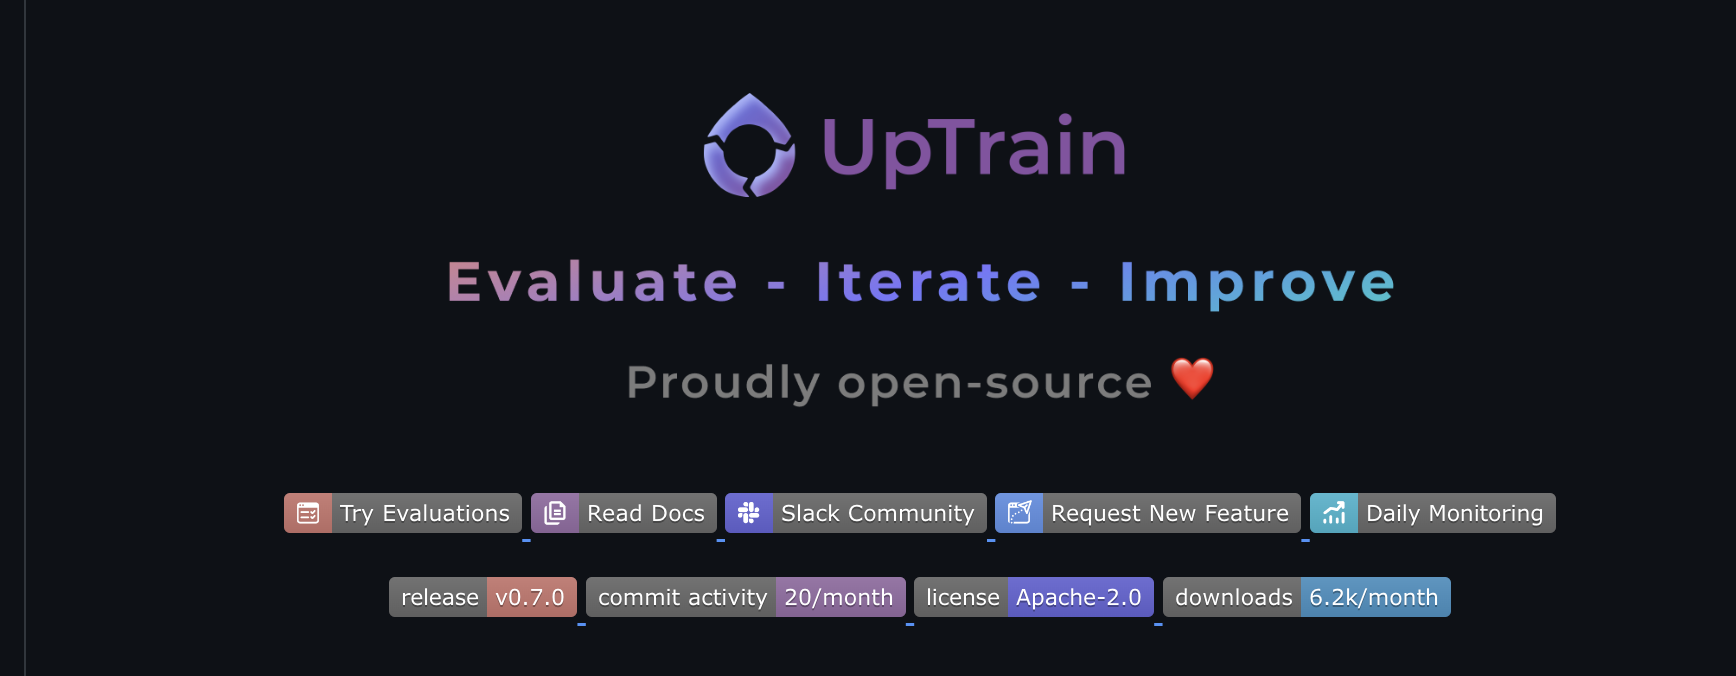 UpTrain
Evaluate - Iterate - Improve
Proudly open-source ❤️
Try Evaluations Read Docs Slack Community Request New Feature Daily Monitoring
release v0.7.0 commit activity 20/month license Apache-2.0 downloads 6.2k/month